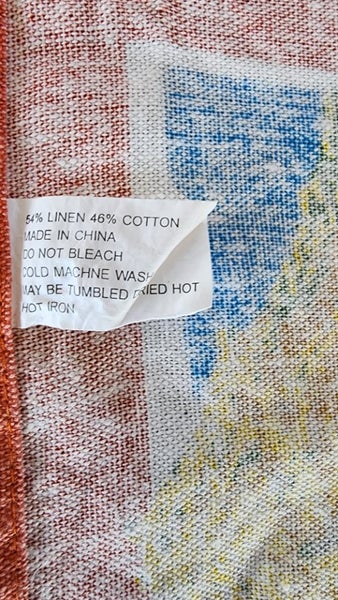 54% LINEN 46% COTTON
MADE IN CHINA
DO NOT BLEACH
COLD MACHNE WASH
MAY BE TUMBLED DRIED HOT
HOT IRON